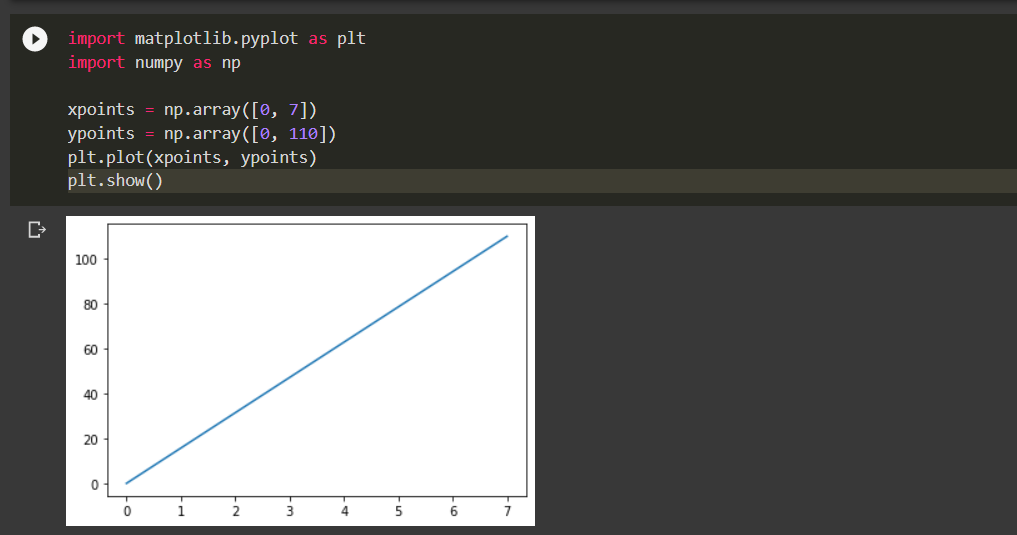 import matplotlib.pyplot as plt
import numpy as np
xpoints = np.array([0, 7])
ypoints = np.array([0, 110])
plt.plot(xpoints, ypoints)
plt.show()
100
80
60
40
20
0
0 1 2 3 4 5 6 7